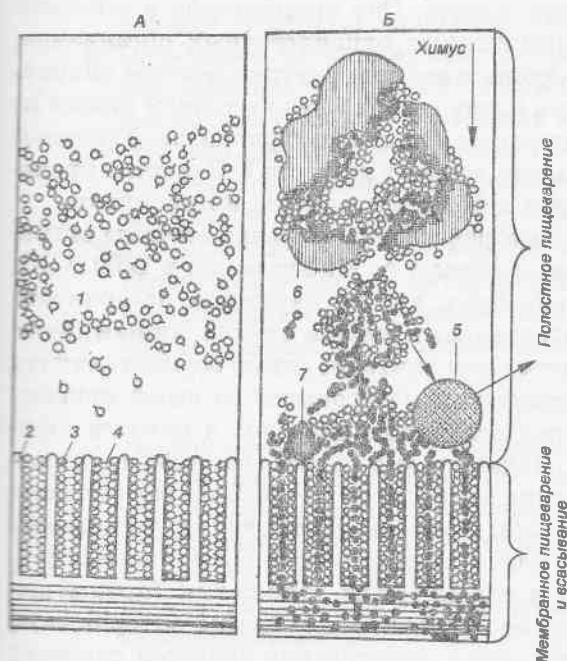 А
Б
Химус
1
6
5
7
2
3
4
Полостное пищеварение
Мембранное пищеварение
и всасывание